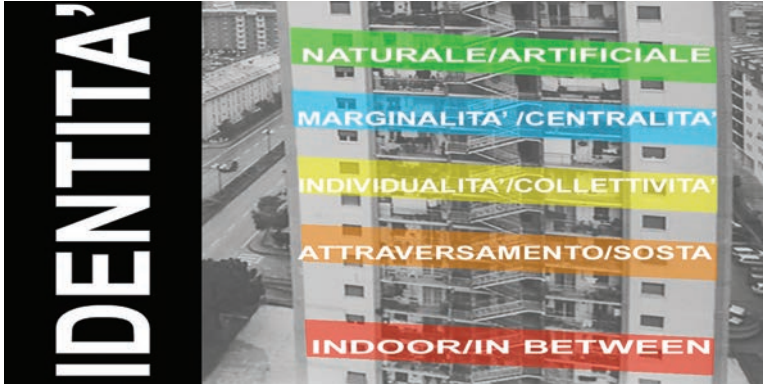 IDENTITA'
NATURALE/ARTIFICIALE
MARGINALITA' /CENTRALITA'
INDIVIDUALITA'/COLLETTIVITA'
ATTRAVERSAMENTO/SOSTA
INDOOR/IN BETWEEN